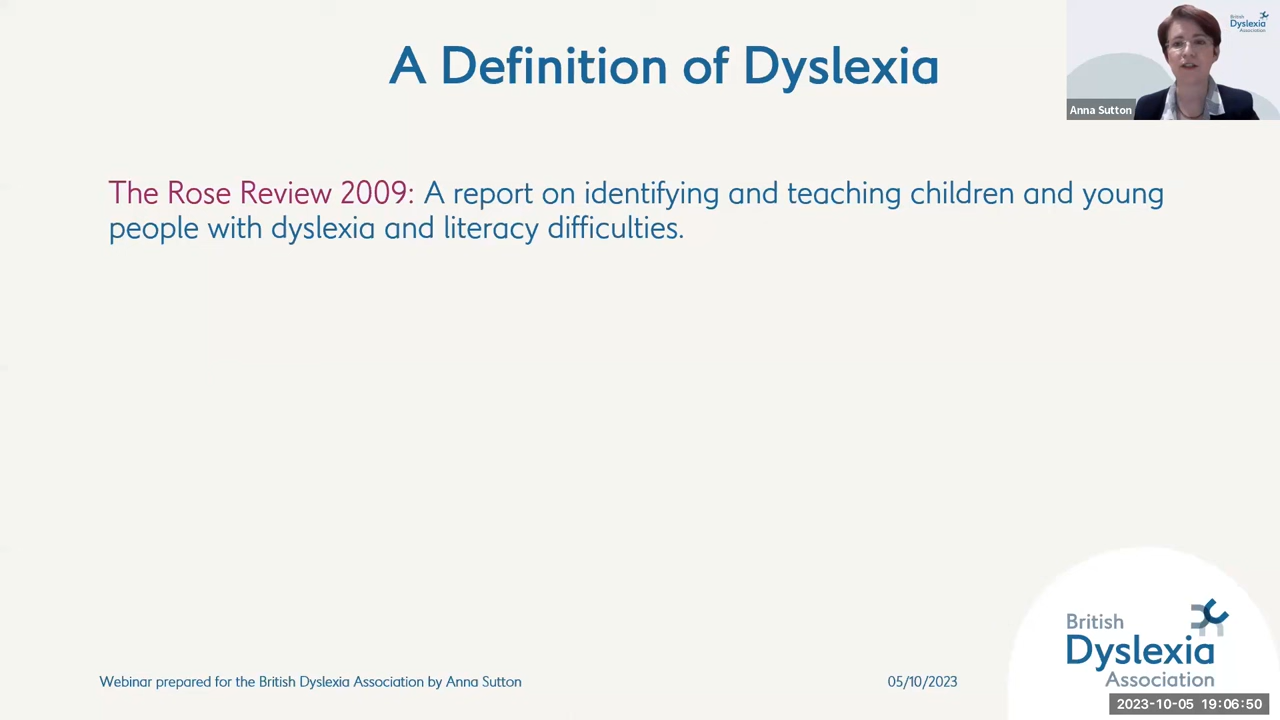 A Definition of Dyslexia
British
Dyslexia
Association
Anna Sutton
The Rose Review 2009: A report on identifying and teaching children and young
people with dyslexia and literacy difficulties.
Webinar prepared for the British Dyslexia Association by Anna Sutton
05/10/2023
British
Dyslexia
Association
2023-10-05 19:06:50